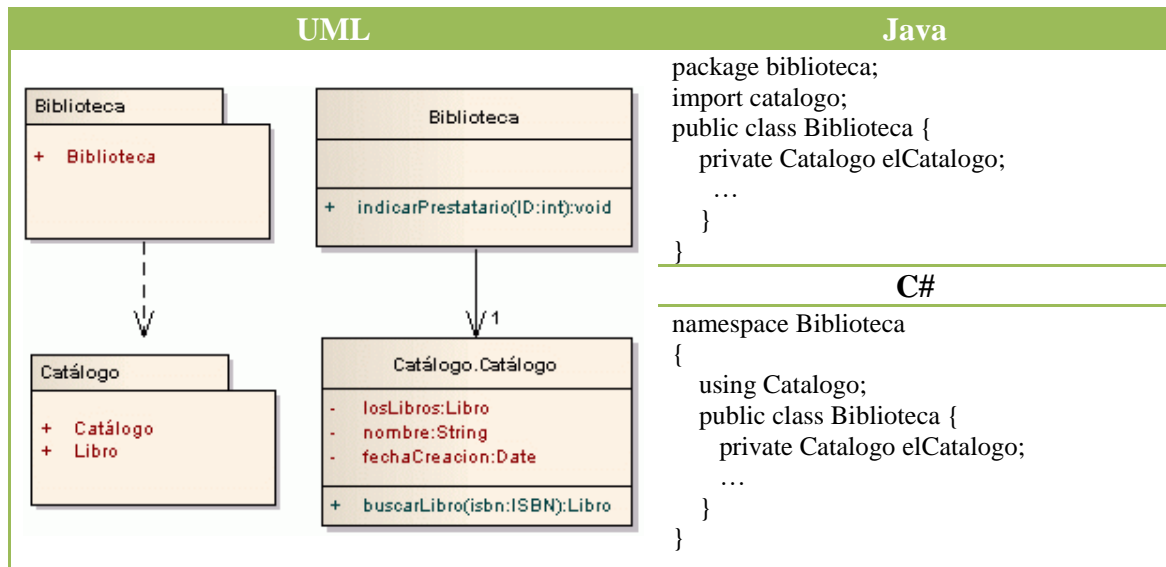 UML
Java
Biblioteca
+ Biblioteca
Biblioteca
+ indicarPrestatario(ID:int):void
1
Catálogo
+ Catálogo
+ Libro
Catálogo.Catálogo
- losLibros:Libro
- nombre:String
- fechaCreacion:Date
+ buscarLibro(isbn:ISBN):Libro
package biblioteca;
import catalogo;
public class Biblioteca {
private Catalogo elCatalogo;
…
}
}
C#
namespace Biblioteca
{
using Catalogo;
public class Biblioteca {
private Catalogo elCatalogo;
…
}
}